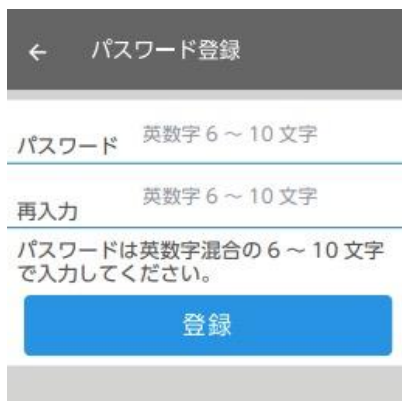 ← パスワード登録
パスワード 英数字 6 ～ 10 文字
再入力 英数字 6 ～ 10 文字
パスワードは英数字混合の 6 ～ 10 文字
で入力してください。
登録